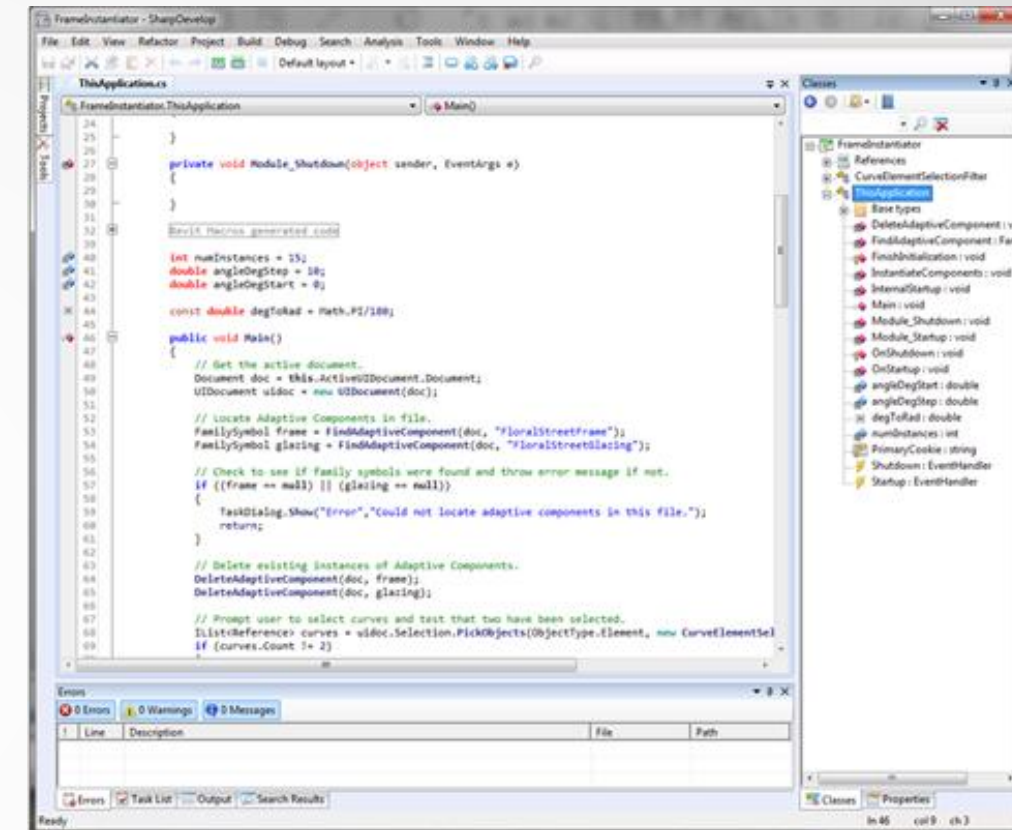 FrameInstantiator - SharpDevelop
File Edit View Refactor Project Build Debug Search Analysis Tools Window Help
Default layout
Projects
Tools
ThisApplication.cs
FrameInstantiator.ThisApplication
Main()
24
25 }
26
27 private void Module_Shutdown(object sender, EventArgs e)
28 {
29
30 }
31
32 Revit Macros generated code
39
40 int numInstances = 15;
41 double angleDegStep = 10;
42 double angleDegStart = 0;
43
44 const double degToRad = Math.PI/180;
45
46 public void Main()
47 {
48 // Get the active document.
49 Document doc = this.ActiveUIDocument.Document;
50 UIDocument uidoc = new UIDocument(doc);
51
52 // Locate Adaptive Components in file.
53 FamilySymbol frame = FindAdaptiveComponent(doc, "FloralStreetFrame");
54 FamilySymbol glazing = FindAdaptiveComponent(doc, "FloralStreetGlazing");
55
56 // Check to see if family symbols were found and throw error message if not.
57 if ((frame == null) || (glazing == null))
58 {
59 TaskDialog.Show("Error","Could not locate adaptive components in this file.");
60 return;
61 }
62
63 // Delete existing instances of Adaptive Components.
64 DeleteAdaptiveComponent(doc, frame);
65 DeleteAdaptiveComponent(doc, glazing);
66
67 // Prompt user to select curves and test that two have been selected.
68 IList<Reference> curves = uidoc.Selection.PickObjects(ObjectType.Element, new CurveElementSel
69 if (curves.Count != 2)
Classes
FrameInstantiator
References
CurveElementSelectionFilter
ThisApplication
Base types
DeleteAdaptiveComponent : v
FindAdaptiveComponent : Fa
FinishInitialization : void
InstantiateComponents : void
InternalStartup : void
Main : void
Module_Shutdown : void
Module_Startup : void
OnShutdown : void
OnStartup : void
angleDegStart : double
angleDegStep : double
degToRad : double
numInstances : int
PrimaryCookie : string
Shutdown : EventHandler
Startup : EventHandler
Errors
0 Errors 0 Warnings 0 Messages
! Line Description File Path
Errors Task List Output Search Results
Classes Properties
Ready
ln 46 col 9 ch 3